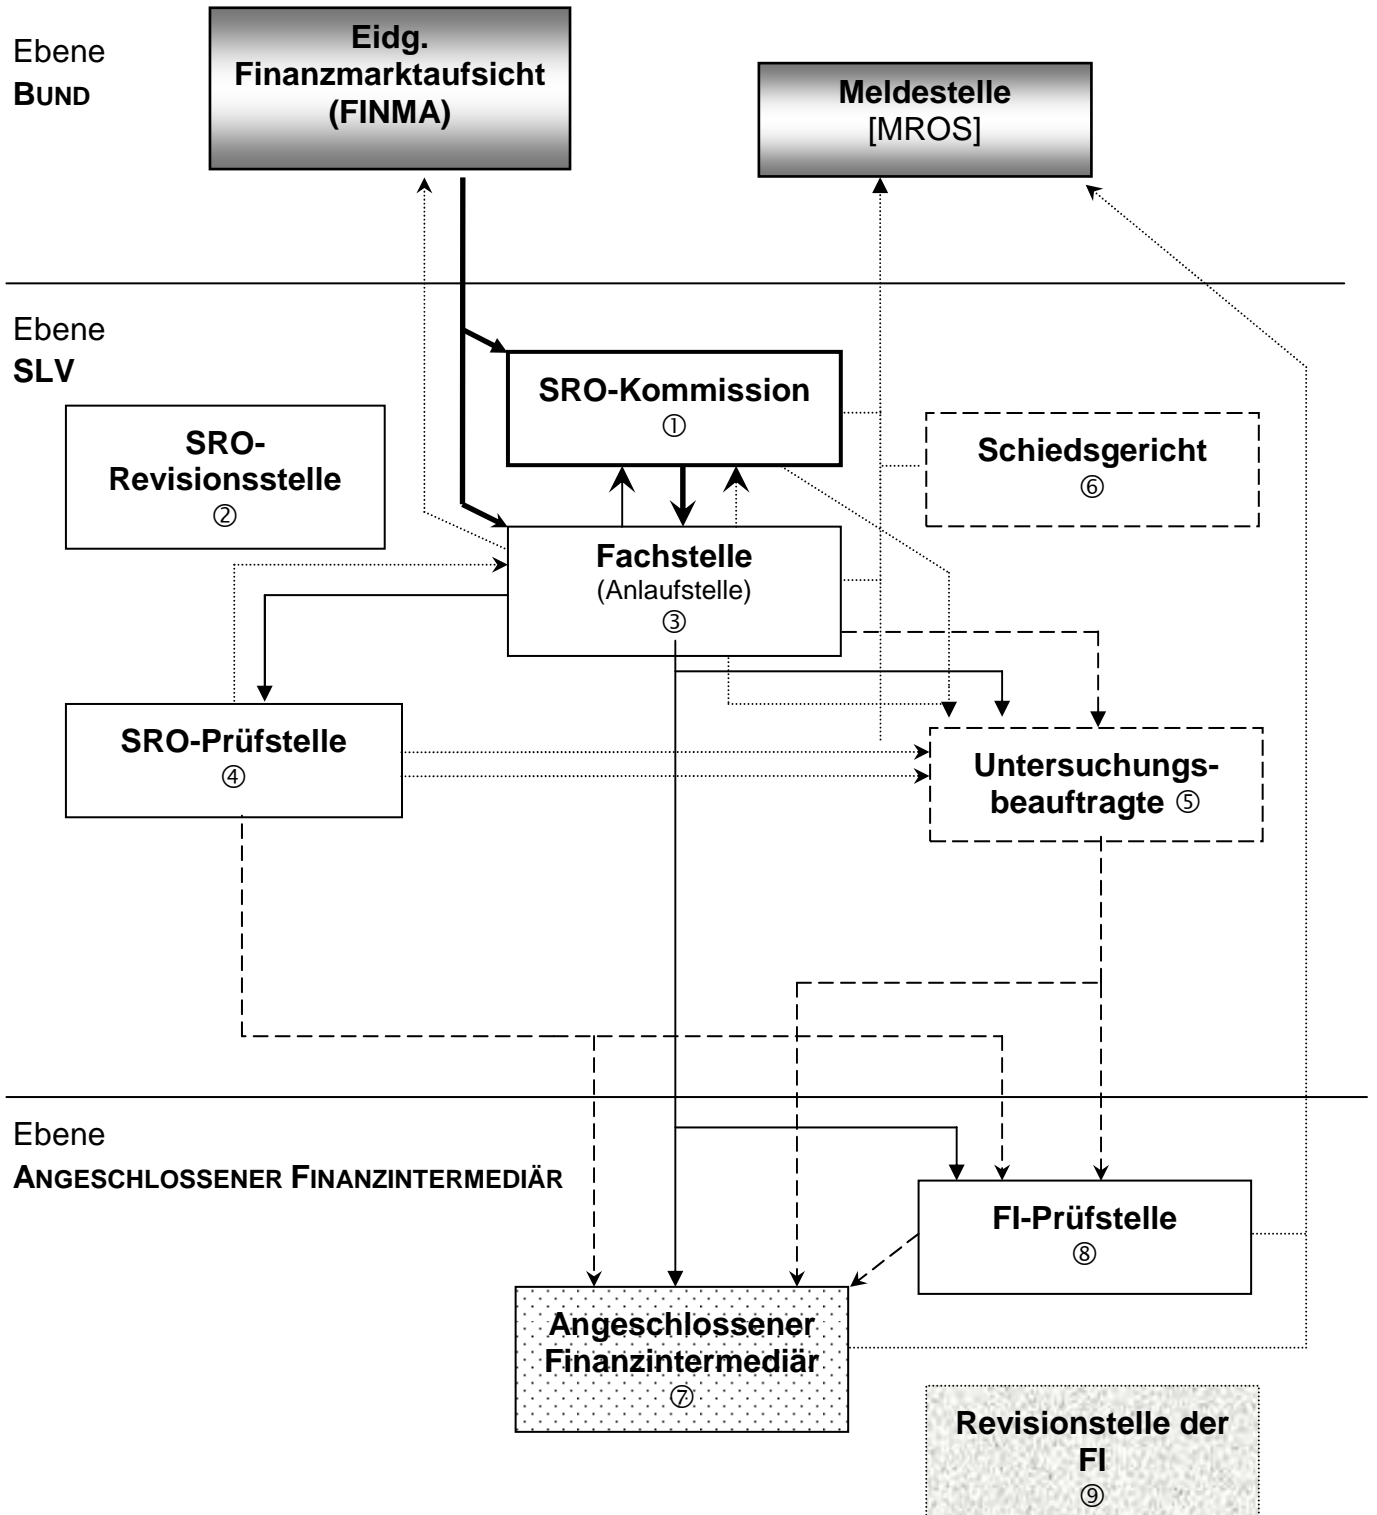 Ebene
BUND
Eidg.
Finanzmarktaufsicht
(FINMA)
Meldestelle
[MROS]
Ebene
SLV
SRO-Kommission
①
SRO-
Revisionsstelle
②
Schiedsgericht
⑥
Fachstelle
(Anlaufstelle)
③
SRO-Prüfstelle
④
Untersuchungs-
beauftragte ⑤
Ebene
ANGESCHLOSSENER FINANZINTERMEDIÄR
FI-Prüfstelle
⑧
Angeschlossener
Finanzintermediär
⑦
Revisionstelle der
FI
⑨